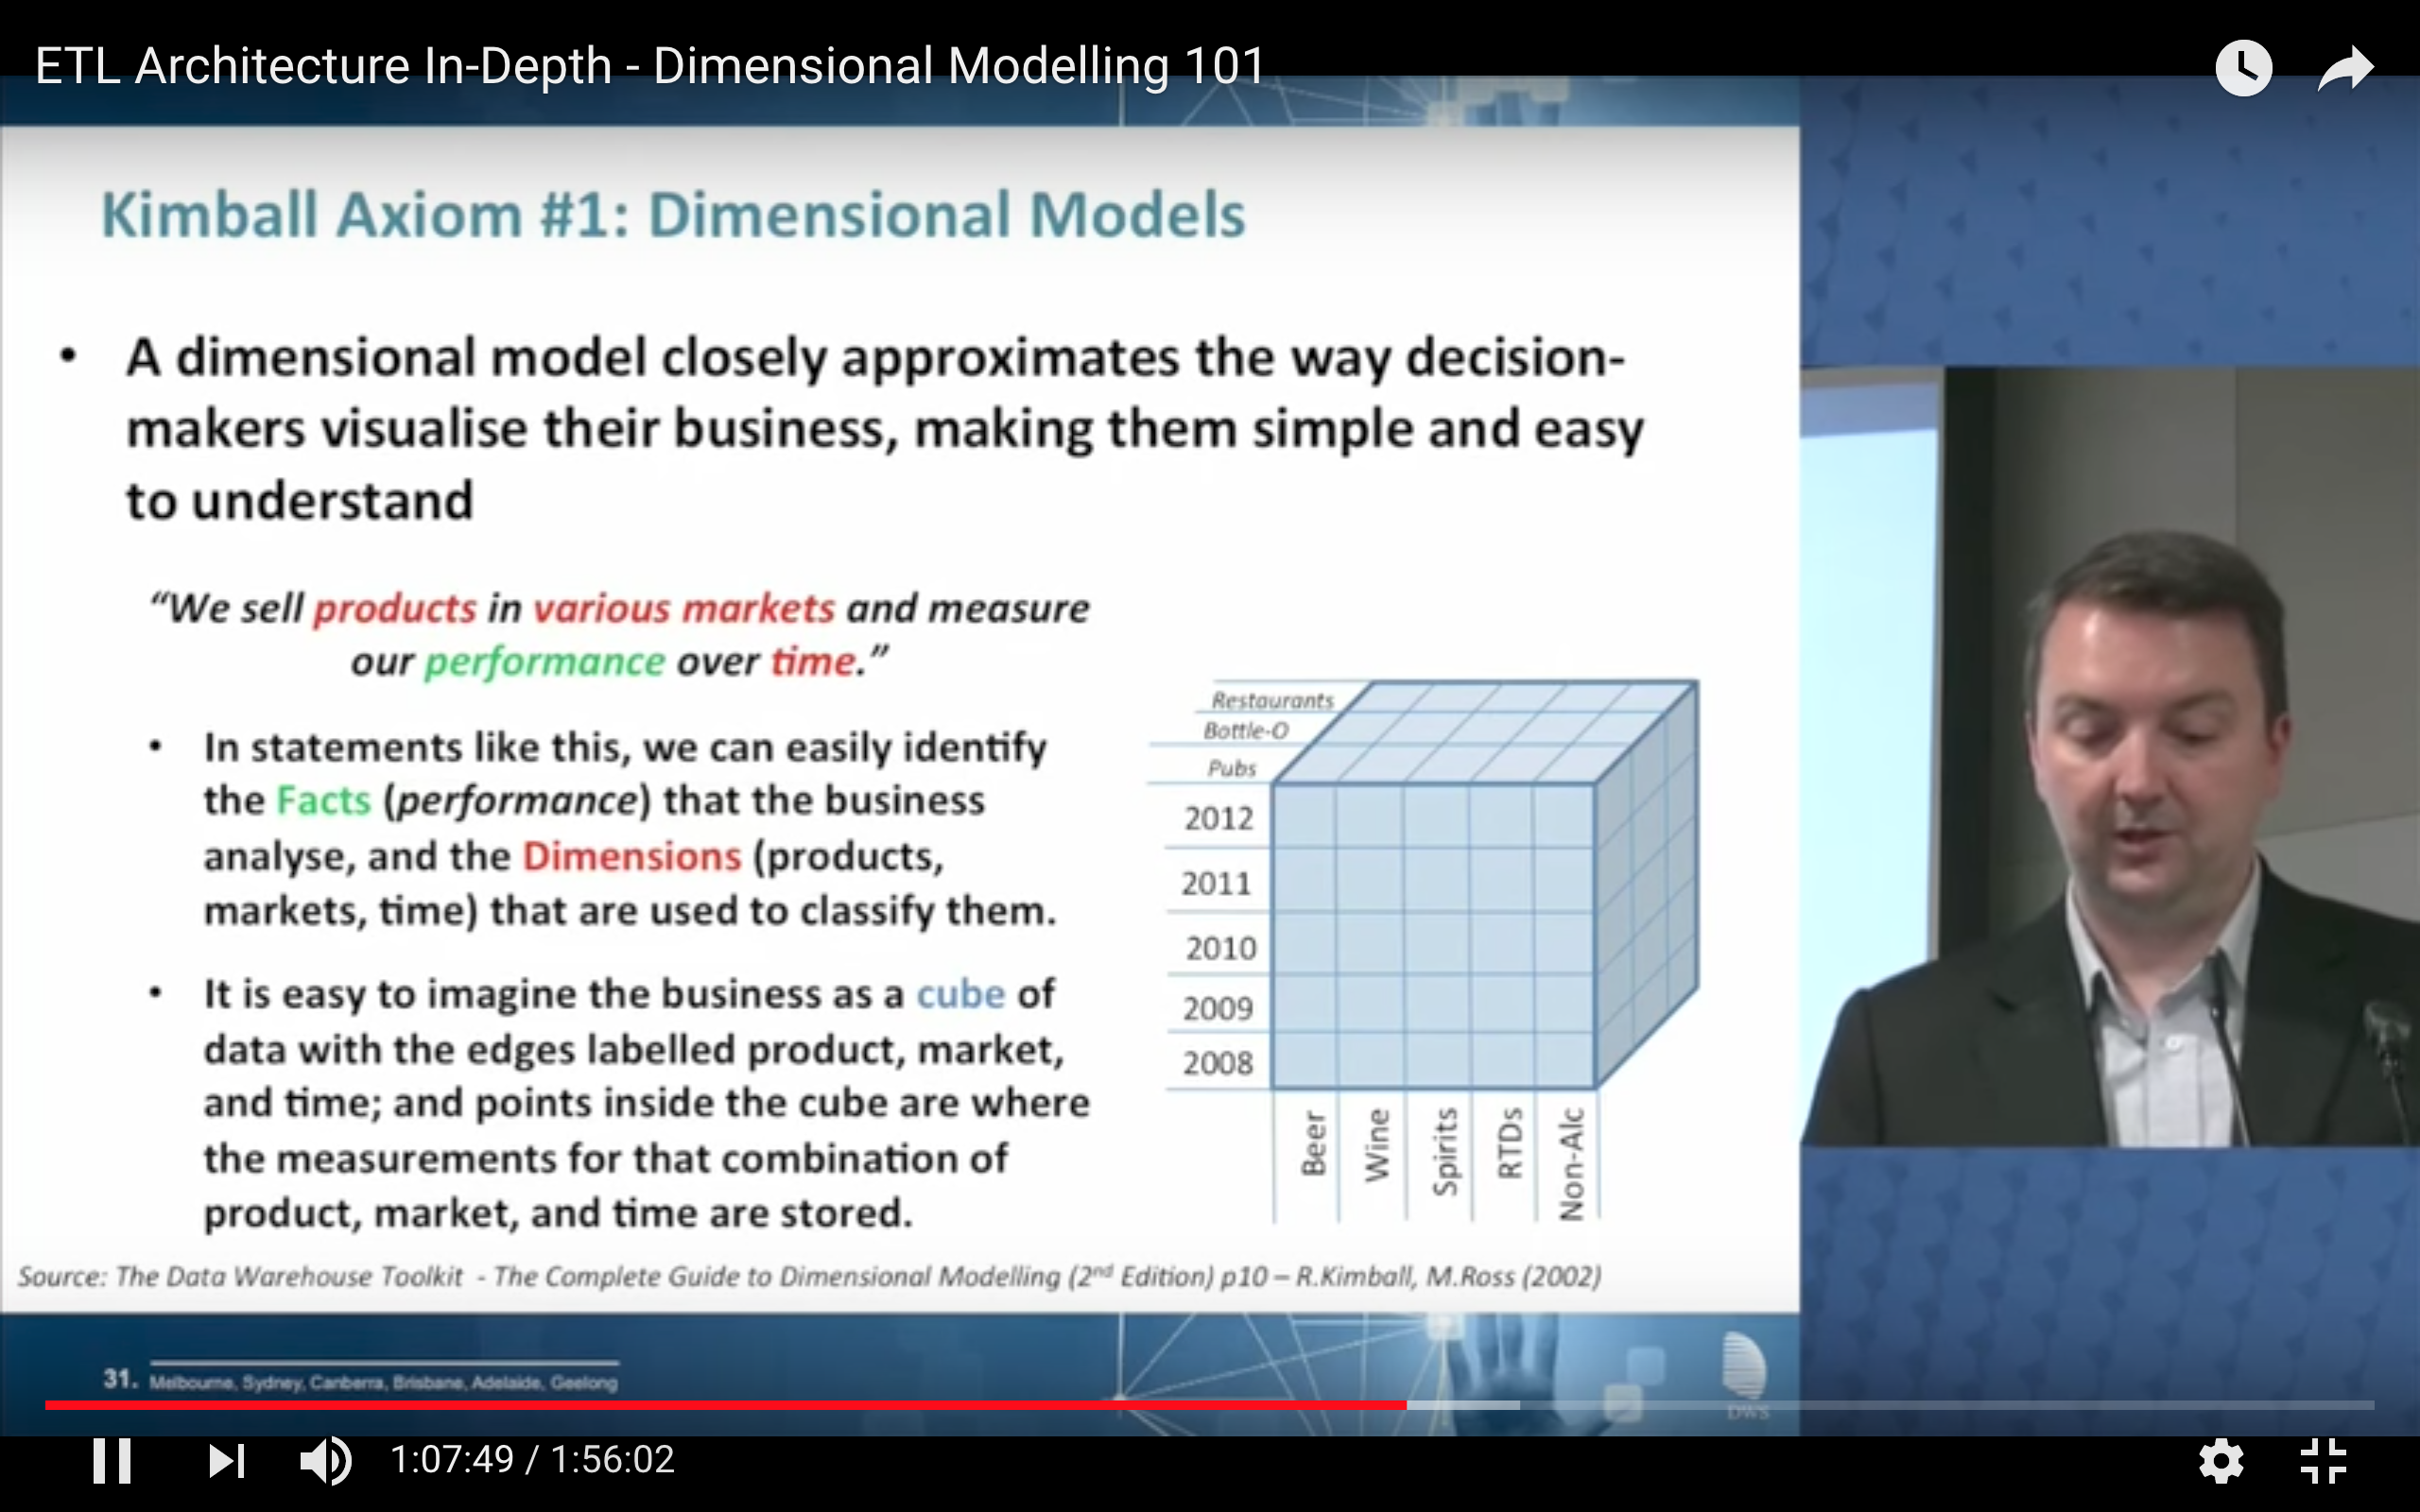 ETL Architecture In-Depth - Dimensional Modelling 101
Kimball Axiom #1: Dimensional Models
• A dimensional model closely approximates the way decision-
makers visualise their business, making them simple and easy
to understand
“We sell products in various markets and measure
our performance over time.”
• In statements like this, we can easily identify
the Facts (performance) that the business
analyse, and the Dimensions (products,
markets, time) that are used to classify them.
• It is easy to imagine the business as a cube of
data with the edges labelled product, market,
and time; and points inside the cube are where
the measurements for that combination of
product, market, and time are stored.
Restaurants
Bottle-O
Pubs
2012
2011
2010
2009
2008
Beer
Wine
Spirits
RTDs
Non-Alc
Source: The Data Warehouse Toolkit - The Complete Guide to Dimensional Modelling (2nd Edition) p10 – R.Kimball, M.Ross (2002)
31. Melbourne, Sydney, Canberra, Brisbane, Adelaide, Geelong
DWS
1:07:49 / 1:56:02